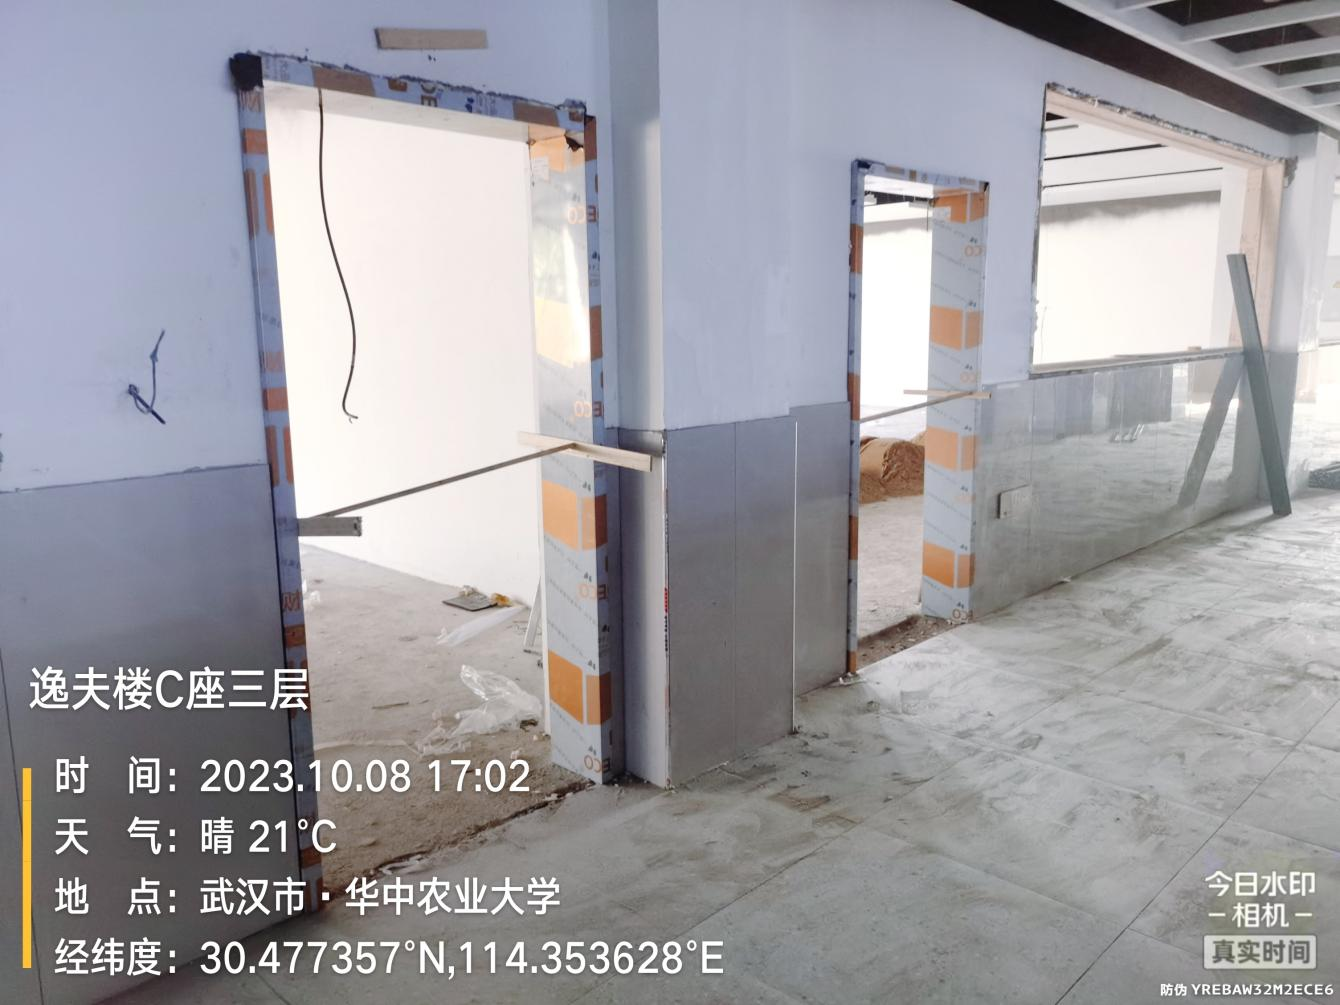 逸夫楼C座三层
时 间：2023.10.08 17:02
天 气：晴 21°C
地 点：武汉市·华中农业大学
经纬度：30.477357°N,114.353628°E
今日水印
-相机-
真实时间
防伪 YREBAW32M2ECE6